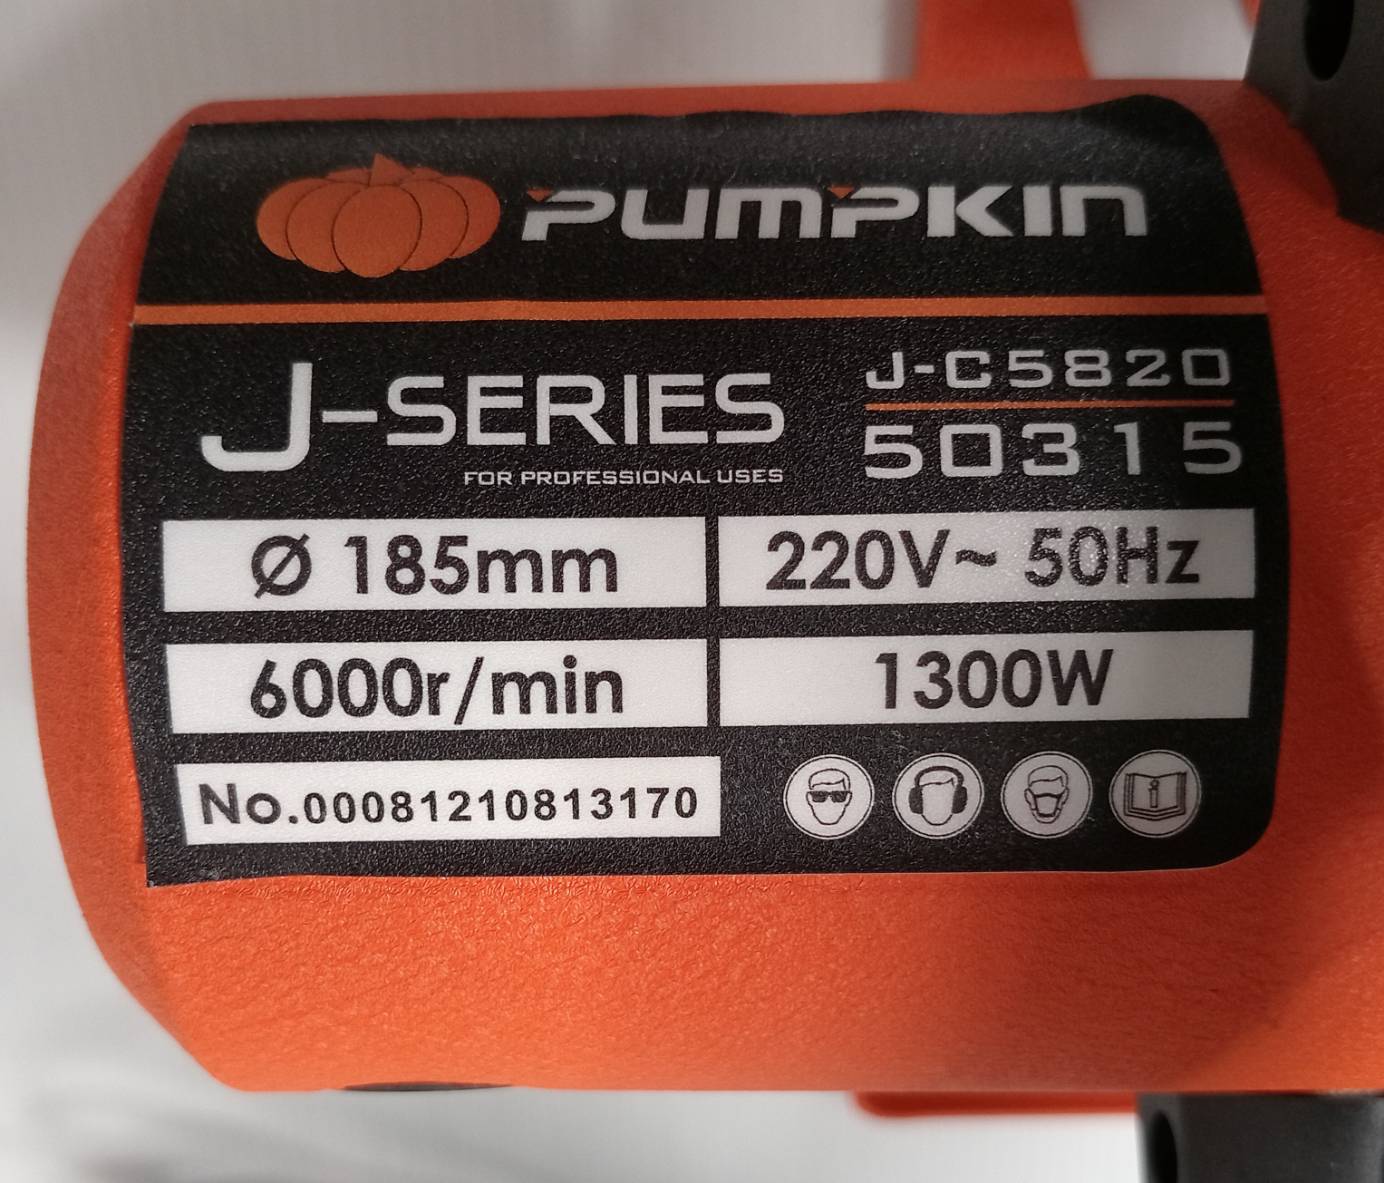 PUMPKIN
J-SERIES
FOR PROFESSIONAL USES
J-C5820
50315
Ø 185mm
220V~ 50Hz
6000r/min
1300W
No.00081210813170
i